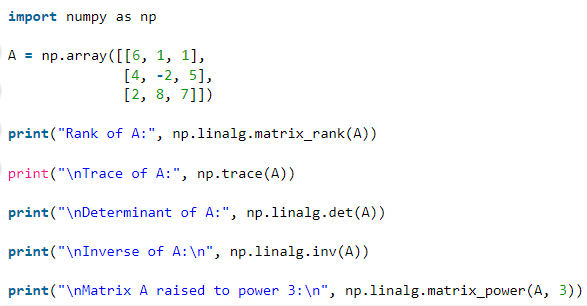 import numpy as np
A = np.array([[6, 1, 1],
[4, -2, 5],
[2, 8, 7]])
print("Rank of A:", np.linalg.matrix_rank(A))
print("\nTrace of A:", np.trace(A))
print("\nDeterminant of A:", np.linalg.det(A))
print("\nInverse of A:\n", np.linalg.inv(A))
print("\nMatrix A raised to power 3:\n", np.linalg.matrix_power(A, 3))